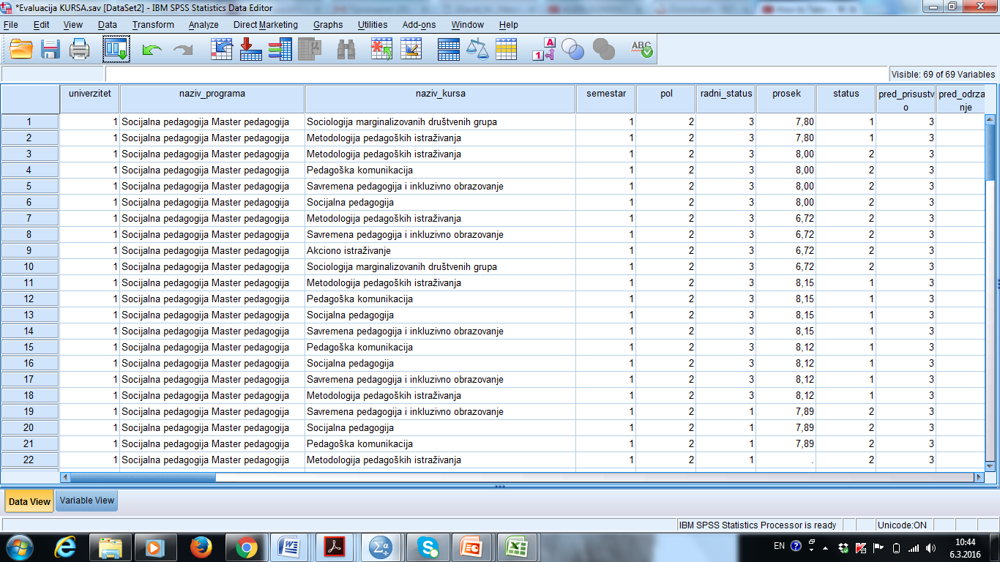 *Evaluacija KURSA.sav [DataSet2] - IBM SPSS Statistics Data Editor
File Edit View Data Transform Analyze Direct Marketing Graphs Utilities Add-ons Window Help
Visible: 69 of 69 Variables
univerzitet naziv_programa naziv_kursa semestar pol radni_status prosek status pred_prisustvo pred_odrzanje
1 1 Socijalna pedagogija Master pedagogija Sociologija marginalizovanih društvenih grupa 1 2 3 7,80 1 3
2 1 Socijalna pedagogija Master pedagogija Metodologija pedagoških istraživanja 1 2 3 7,80 1 3
3 1 Socijalna pedagogija Master pedagogija Metodologija pedagoških istraživanja 1 2 3 8,00 2 3
4 1 Socijalna pedagogija Master pedagogija Pedagoška komunikacija 1 2 3 8,00 2 3
5 1 Socijalna pedagogija Master pedagogija Savremena pedagogija i inkluzivno obrazovanje 1 2 3 8,00 2 3
6 1 Socijalna pedagogija Master pedagogija Socijalna pedagogija 1 2 3 8,00 2 3
7 1 Socijalna pedagogija Master pedagogija Metodologija pedagoških istraživanja 1 2 3 6,72 2 3
8 1 Socijalna pedagogija Master pedagogija Savremena pedagogija i inkluzivno obrazovanje 1 2 3 6,72 2 3
9 1 Socijalna pedagogija Master pedagogija Akciono istraživanje 1 2 3 6,72 2 3
10 1 Socijalna pedagogija Master pedagogija Sociologija marginalizovanih društvenih grupa 1 2 3 6,72 2 3
11 1 Socijalna pedagogija Master pedagogija Metodologija pedagoških istraživanja 1 2 3 8,15 1 3
12 1 Socijalna pedagogija Master pedagogija Pedagoška komunikacija 1 2 3 8,15 1 3
13 1 Socijalna pedagogija Master pedagogija Socijalna pedagogija 1 2 3 8,15 1 3
14 1 Socijalna pedagogija Master pedagogija Savremena pedagogija i inkluzivno obrazovanje 1 2 3 8,15 1 3
15 1 Socijalna pedagogija Master pedagogija Pedagoška komunikacija 1 2 3 8,12 1 3
16 1 Socijalna pedagogija Master pedagogija Socijalna pedagogija 1 2 3 8,12 1 3
17 1 Socijalna pedagogija Master pedagogija Savremena pedagogija i inkluzivno obrazovanje 1 2 3 8,12 1 3
18 1 Socijalna pedagogija Master pedagogija Metodologija pedagoških istraživanja 1 2 3 8,12 1 3
19 1 Socijalna pedagogija Master pedagogija Savremena pedagogija i inkluzivno obrazovanje 1 2 1 7,89 2 3
20 1 Socijalna pedagogija Master pedagogija Socijalna pedagogija 1 2 1 7,89 2 3
21 1 Socijalna pedagogija Master pedagogija Pedagoška komunikacija 1 2 1 7,89 2 3
22 1 Socijalna pedagogija Master pedagogija Metodologija pedagoških istraživanja 1 2 1 . 2 3
Data View Variable View
IBM SPSS Statistics Processor is ready Unicode:ON
EN 10:44
6.3.2016